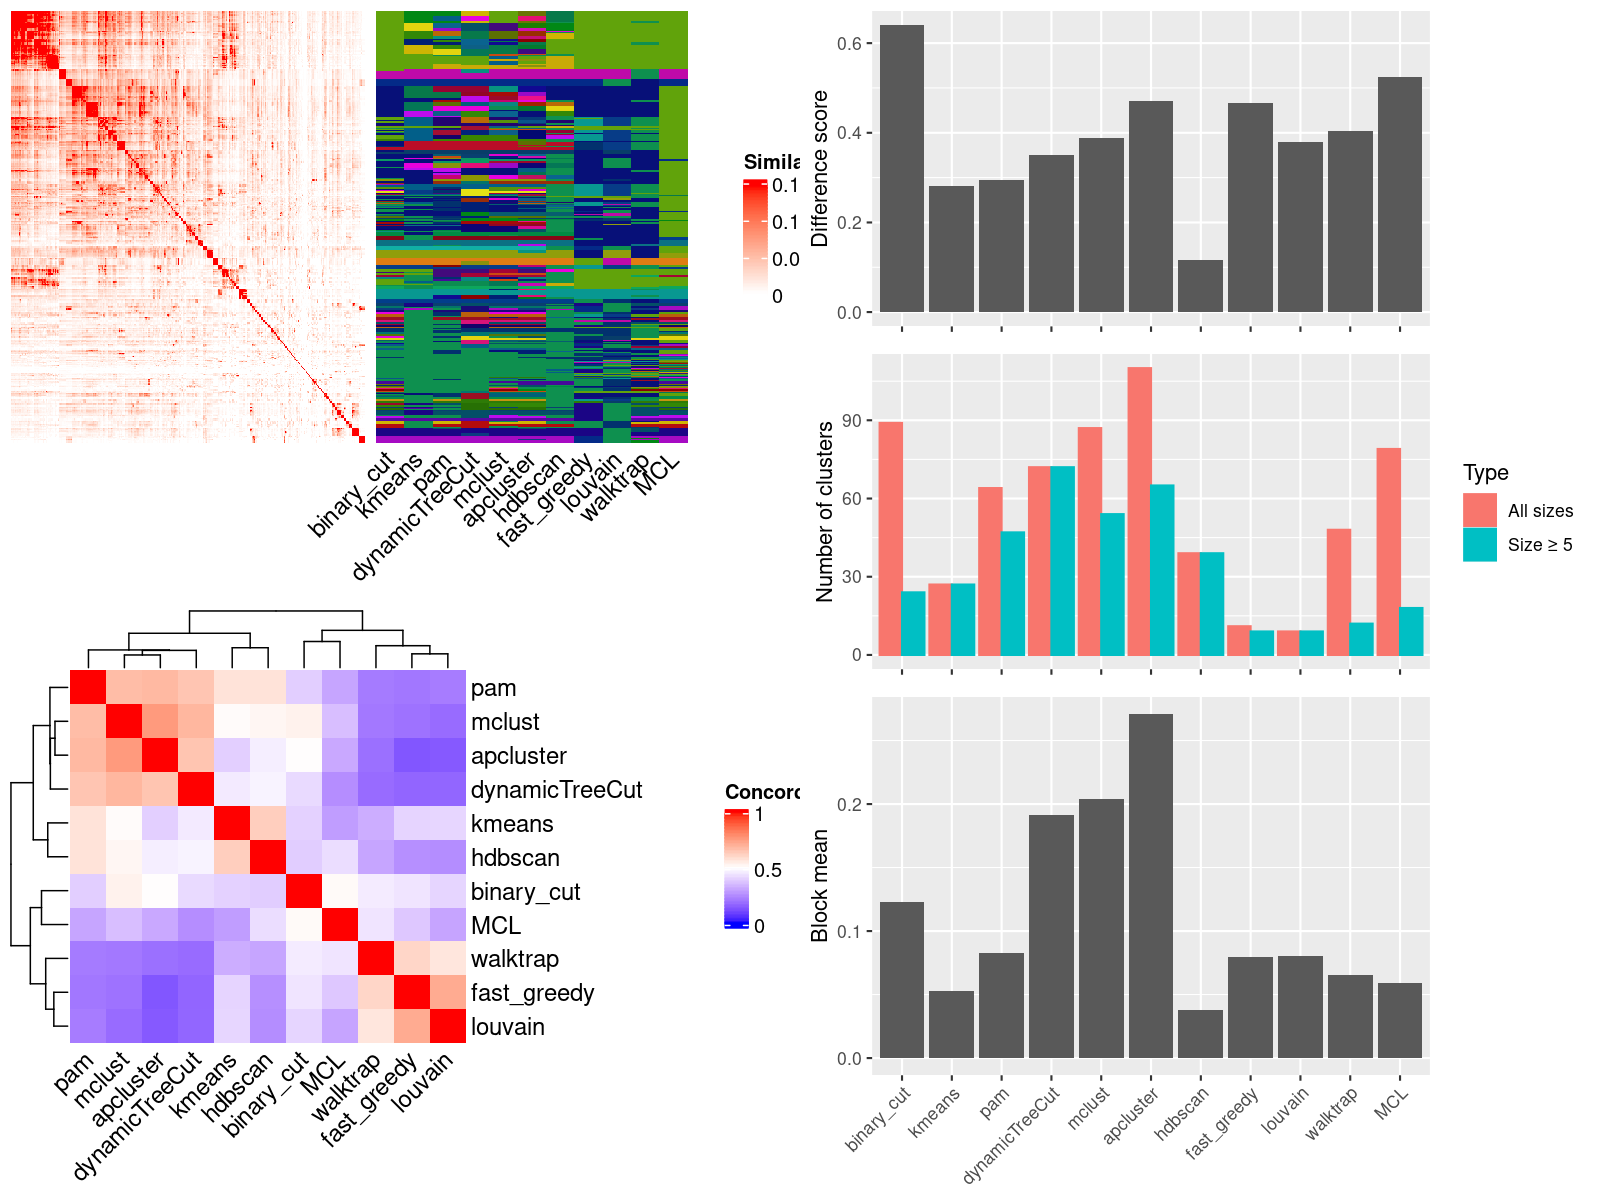 Simila
0.1
0.1
0.0
0
binary_cut
kmeans
pam
dynamicTreeCut
mclust
apcluster
hdbscan
fast_greedy
louvain
walktrap
MCL
Difference score
0.6
0.4
0.2
0.0
Number of clusters
90
60
30
0
Type
All sizes
Size ≥ 5
pam
mclust
apcluster
dynamicTreeCut
kmeans
hdbscan
binary_cut
MCL
walktrap
fast_greedy
louvain
pam
mclust
apcluster
dynamicTreeCut
kmeans
hdbscan
binary_cut
MCL
walktrap
fast_greedy
louvain
Concord
1
0.5
0
Block mean
0.2
0.1
0.0
binary_cut
kmeans
pam
dynamicTreeCut
mclust
apcluster
hdbscan
fast_greedy
louvain
walktrap
MCL